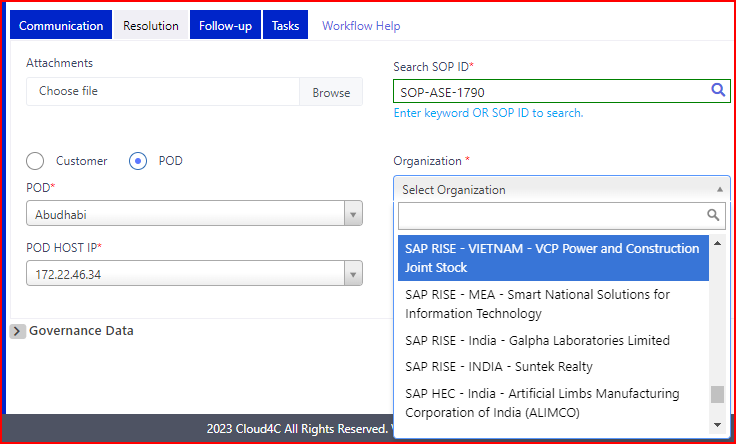 Communication Resolution Follow-up Tasks Workflow Help
Attachments
Choose file Browse
Search SOP ID*
SOP-ASE-1790
Enter keyword OR SOP ID to search.
Customer POD
POD*
Abudhabi
POD HOST IP*
172.22.46.34
Organization *
Select Organization
SAP RISE - VIETNAM - VCP Power and Construction
Joint Stock
SAP RISE - MEA - Smart National Solutions for
Information Technology
SAP RISE - India - Galpha Laboratories Limited
SAP RISE - INDIA - Suntek Realty
SAP HEC - India - Artificial Limbs Manufacturing
Corporation of India (ALIMCO)
Governance Data
2023 Cloud4C All Rights Reserved.